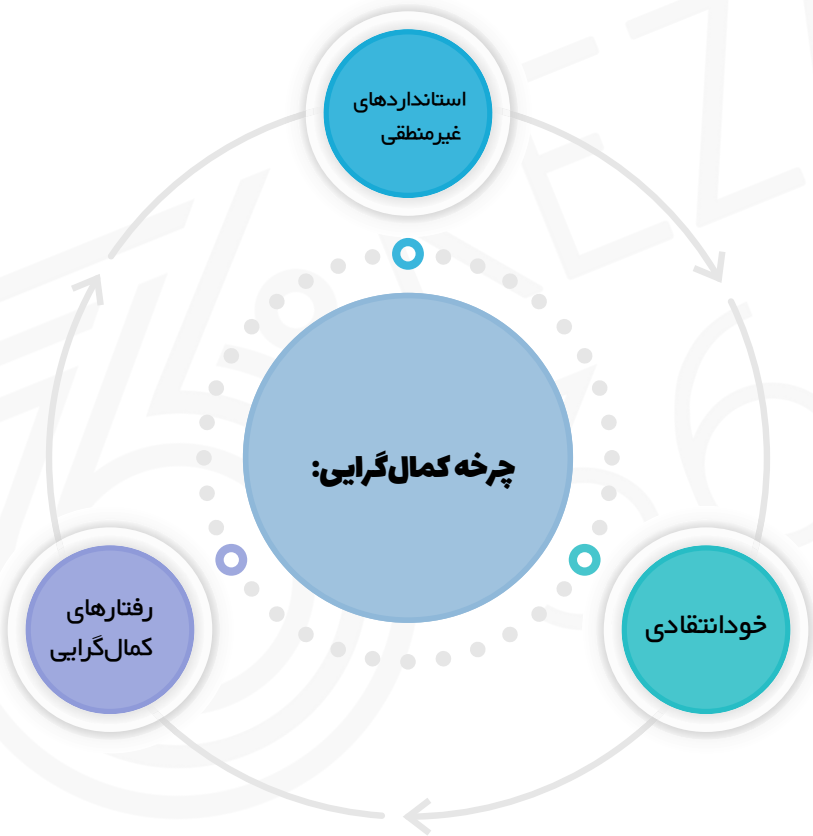 استانداردهای
غیرمنطقی
چرخه کمال‌گرایی:
خودانتقادی
رفتارهای
کمال‌گرایی